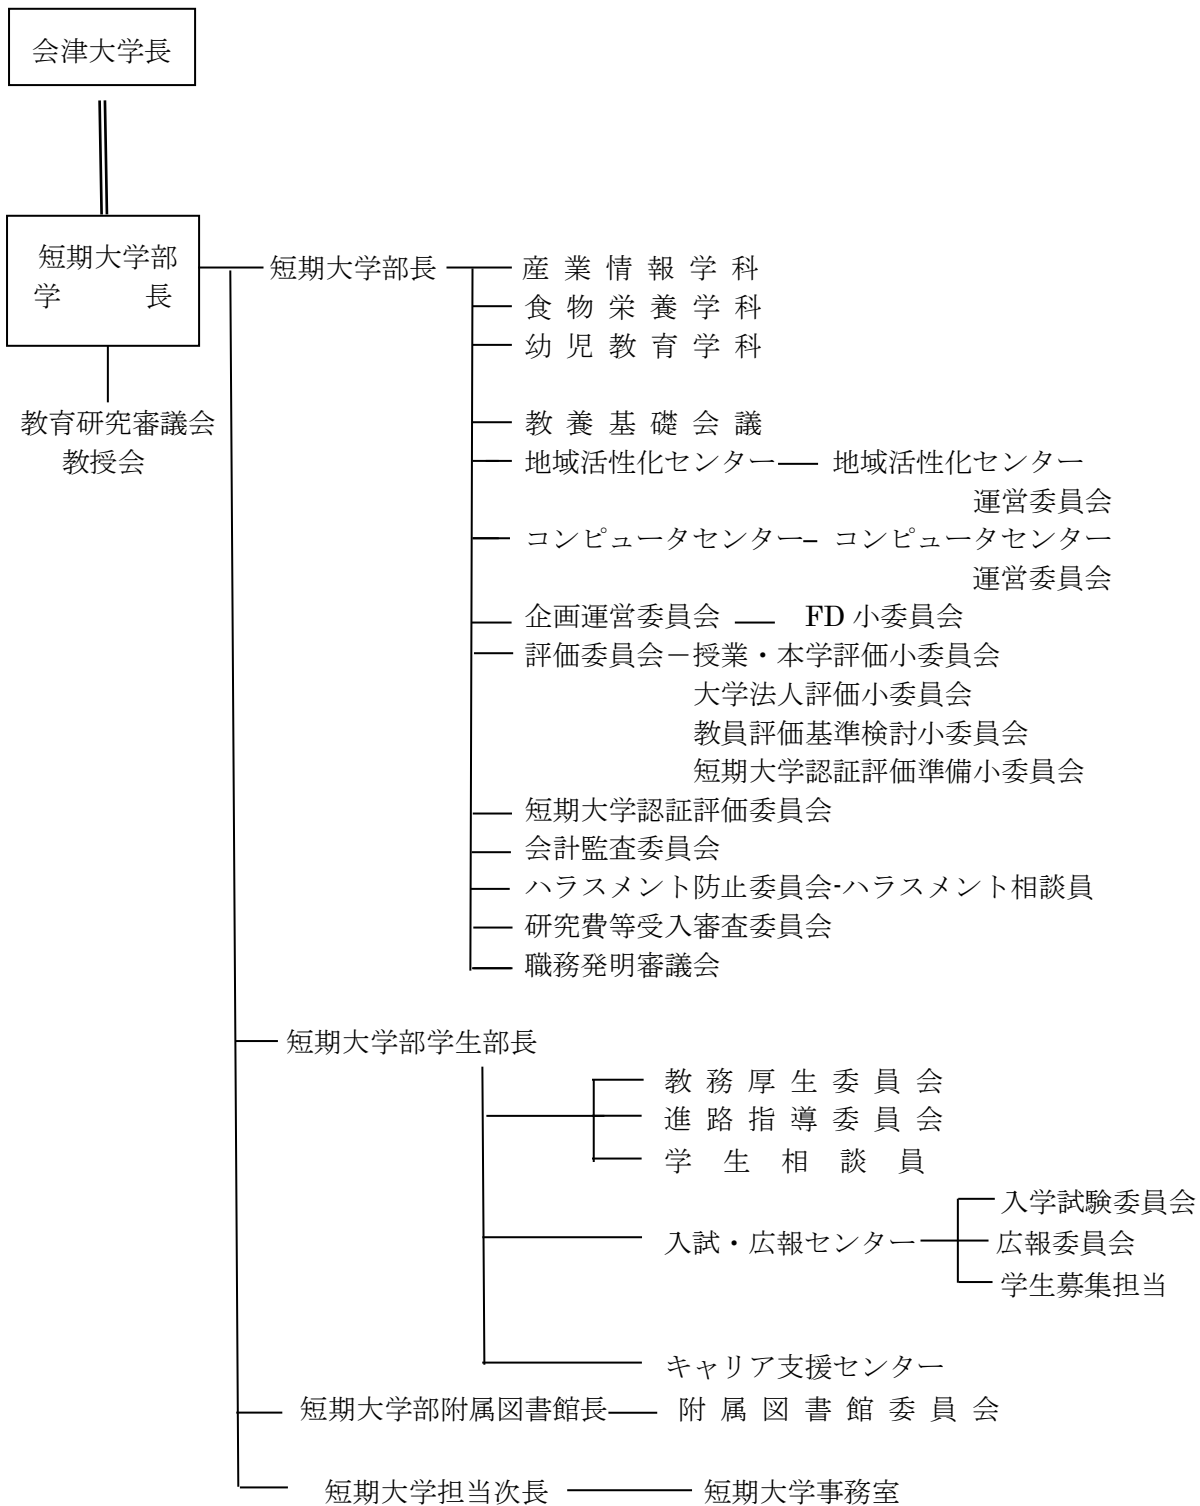 会津大学長
短期大学部
学　　　長
教育研究審議会
教授会
短期大学部長
産業情報学科
食物栄養学科
幼児教育学科
教養基礎会議
地域活性化センター 地域活性化センター
運営委員会
コンピュータセンター コンピュータセンター
運営委員会
企画運営委員会 FD小委員会
評価委員会－授業・本学評価小委員会
大学法人評価小委員会
教員評価基準検討小委員会
短期大学認証評価準備小委員会
短期大学認証評価委員会
会計監査委員会
ハラスメント防止委員会-ハラスメント相談員
研究費等受入審査委員会
職務発明審議会
短期大学部学生部長
教務厚生委員会
進路指導委員会
学生相談員
入試・広報センター
入学試験委員会
広報委員会
学生募集担当
キャリア支援センター
短期大学部附属図書館長 附属図書館委員会
短期大学担当次長 短期大学事務室